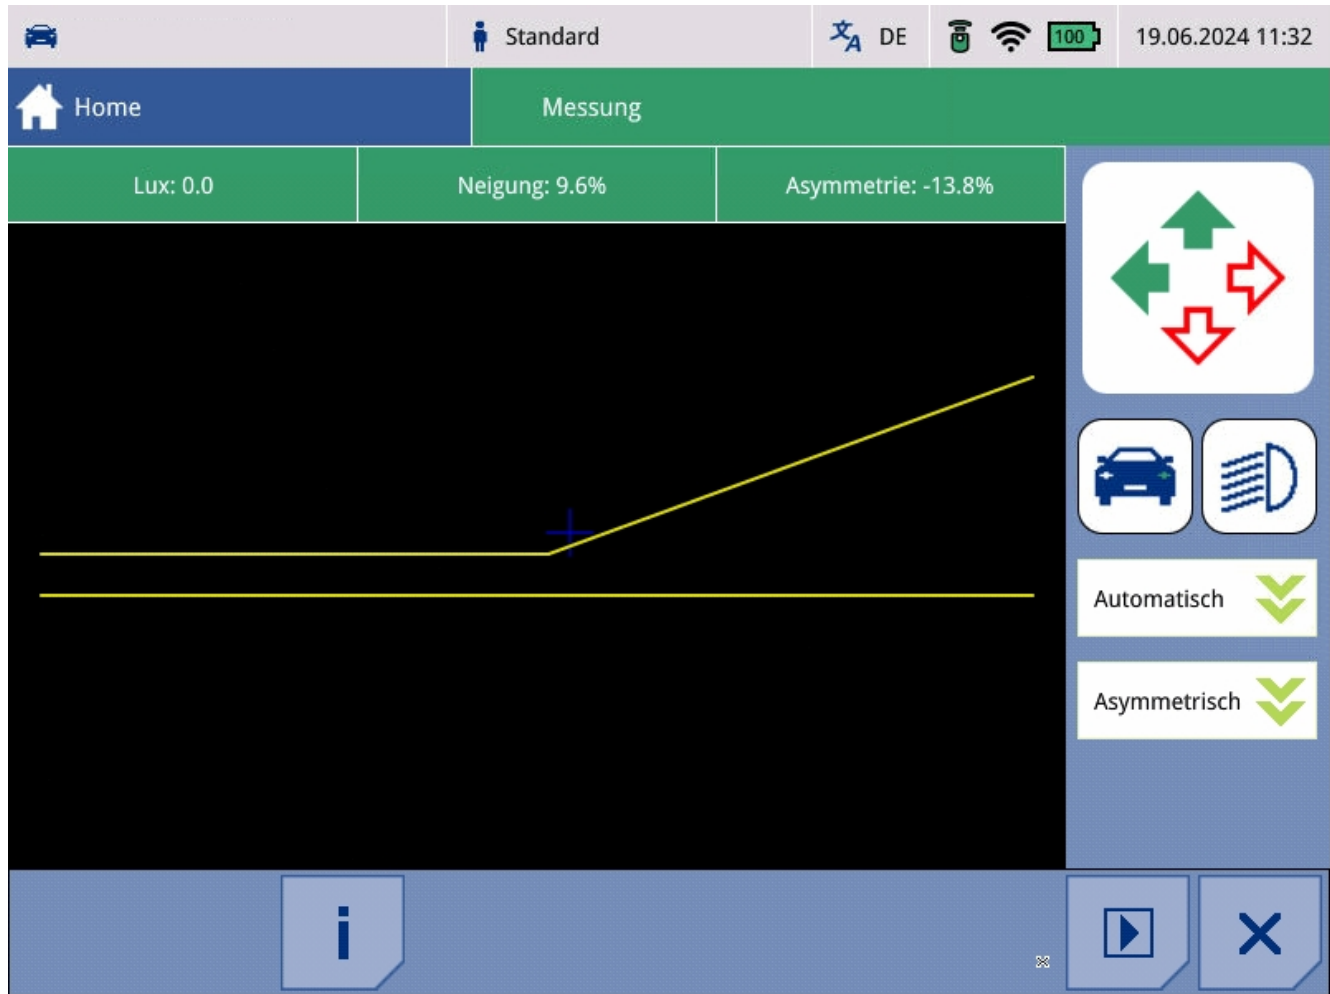 Standard
DE
100
19.06.2024 11:32
Home
Messung
Lux: 0.0
Neigung: 9.6%
Asymmetrie: -13.8%
Automatisch
Asymmetrisch
i